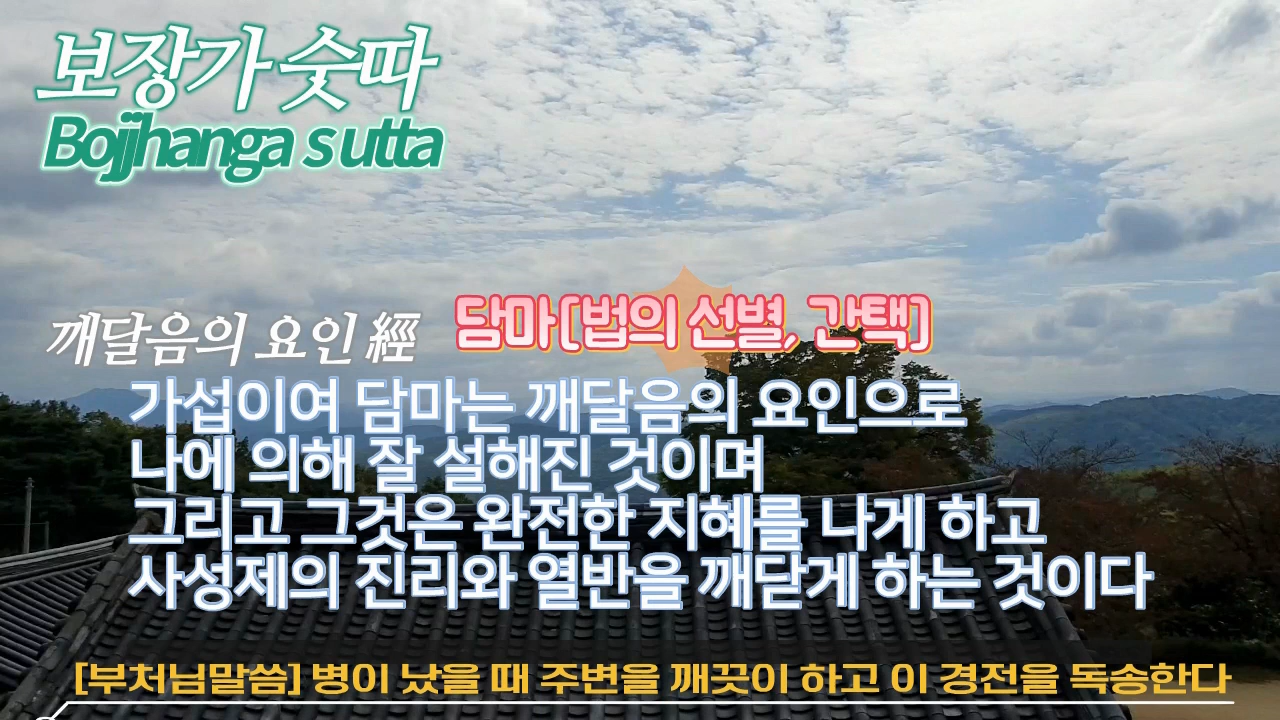 보장가 숫따
Bojjhanga sutta
깨달음의 요인 經 담마[법의 선별, 간택]
가섭이여 담마는 깨달음의 요인으로
나에 의해 잘 설해진 것이며
그리고 그것은 완전한 지혜를 나게 하고
사성제의 진리와 열반을 깨닫게 하는 것이다
[부처님말씀] 병이 났을 때 주변을 깨끗이 하고 이 경전을 독송한다